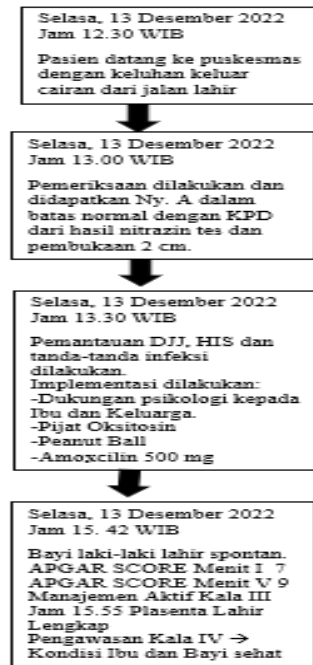 Selasa, 13 Desember 2022
Jam 12.30 WIB
Pasien datang ke puskesmas
dengan keluhan keluar
cairan dari jalan lahir
Selasa, 13 Desember 2022
Jam 13.00 WIB
Pemeriksaan dilakukan dan
didapatkan Ny. A dalam
batas normal dengan KPD
dari hasil nitrazin tes dan
pembukaan 2 cm.
Selasa, 13 Desember 2022
Jam 13.30 WIB
Pemantauan DJJ, HIS dan
tanda-tanda infeksi
dilakukan.
Implementasi dilakukan:
-Dukungan psikologi kepada
Ibu dan Keluarga.
-Pijat Oksitosin
-Peanut Ball
-Amoxcilin 500 mg
Selasa, 13 Desember 2022
Jam 15. 42 WIB
Bayi laki-laki lahir spontan.
APGAR SCORE Menit I 7
APGAR SCORE Menit V 9
Manajemen Aktif Kala III
Jam 15.55 Plasenta Lahir
Lengkap
Pengawasan Kala IV →
Kondisi Ibu dan Bayi sehat